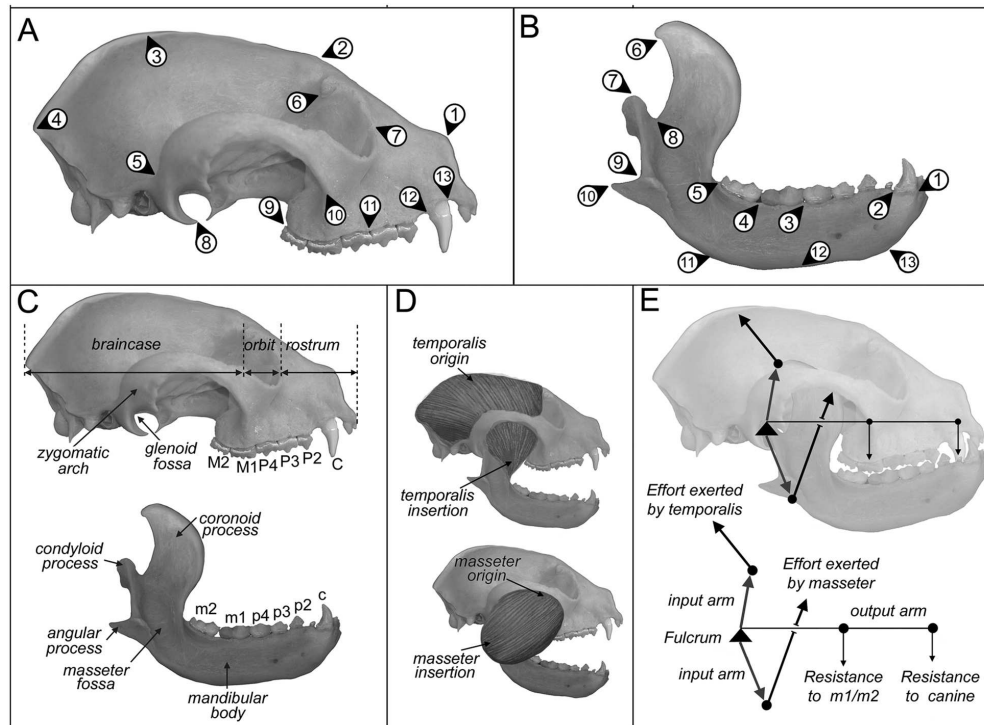 A
3
2
4
6
7
1
5
13
9
10
11
12
8
B
6
7
8
9
10
5
4
3
2
1
11
12
13
C
braincase
orbit
rostrum
zygomatic
arch
glenoid
fossa
M2
M1
P4
P3
P2
C
coronoid
process
condyloid
process
m2
m1
p4
p3
p2
c
angular
process
masseter
fossa
mandibular
body
D
temporalis
origin
temporalis
insertion
masseter
origin
masseter
insertion
E
Effort exerted
by temporalis
Effort exerted
by masseter
input arm
output arm
Fulcrum
input arm
Resistance
to m1/m2
Resistance
to canine